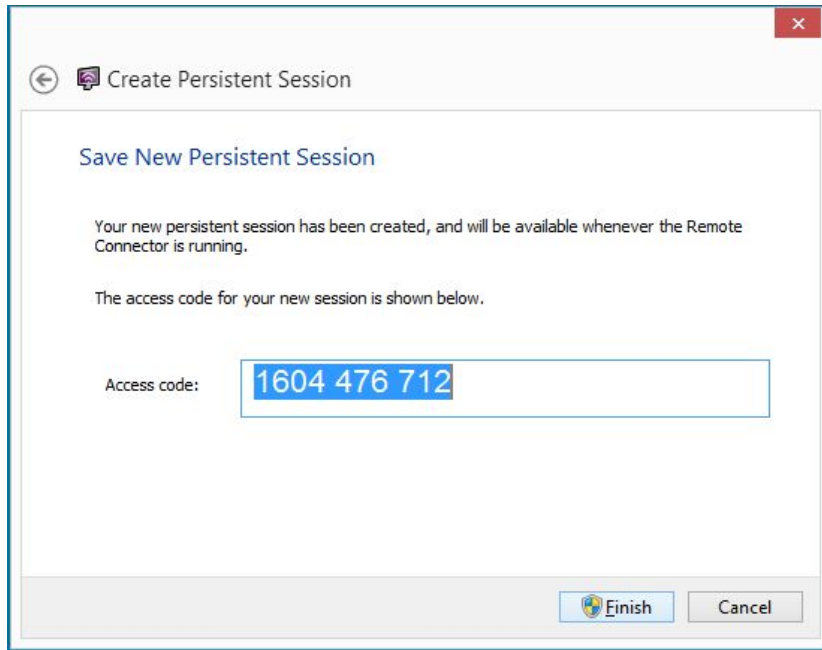 Create Persistent Session
Save New Persistent Session
Your new persistent session has been created, and will be available whenever the Remote
Connector is running.
The access code for your new session is shown below.
Access code: 1604 476 712
Finish Cancel